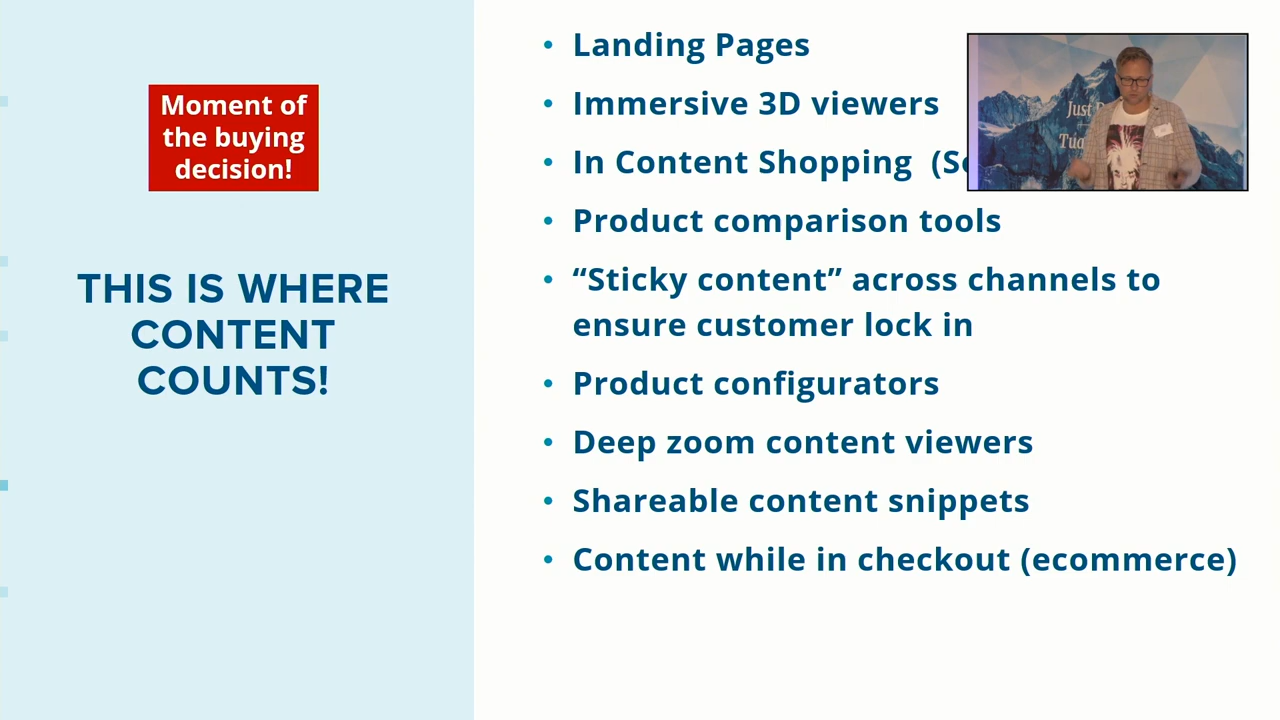 Moment of
the buying
decision!
THIS IS WHERE
CONTENT
COUNTS!
• Landing Pages
• Immersive 3D viewers
• In Content Shopping
• Product comparison tools
• “Sticky content” across channels to
ensure customer lock in
• Product configurators
• Deep zoom content viewers
• Shareable content snippets
• Content while in checkout (ecommerce)
Just